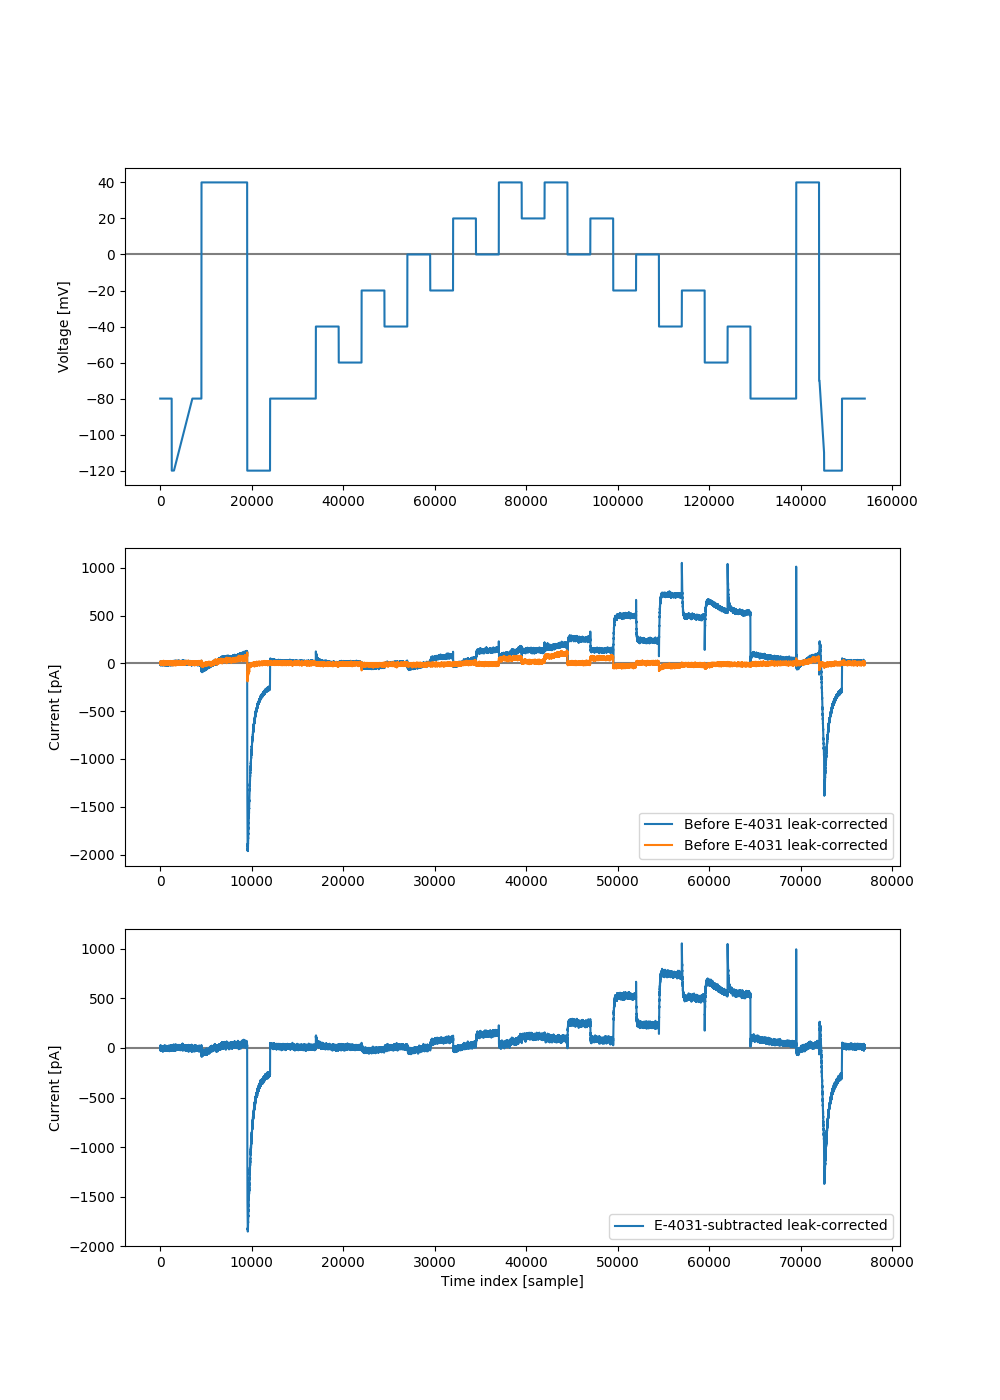 40
20
0
−20
−40
−60
−80
−100
−120
Voltage [mV]
0 20000 40000 60000 80000 100000 120000 140000 160000
1000
500
0
−500
−1000
−1500
−2000
Current [pA]
Before E-4031 leak-corrected
Before E-4031 leak-corrected
0 10000 20000 30000 40000 50000 60000 70000 80000
1000
500
0
−500
−1000
−1500
−2000
Current [pA]
E-4031-subtracted leak-corrected
0 10000 20000 30000 40000 50000 60000 70000 80000
Time index [sample]